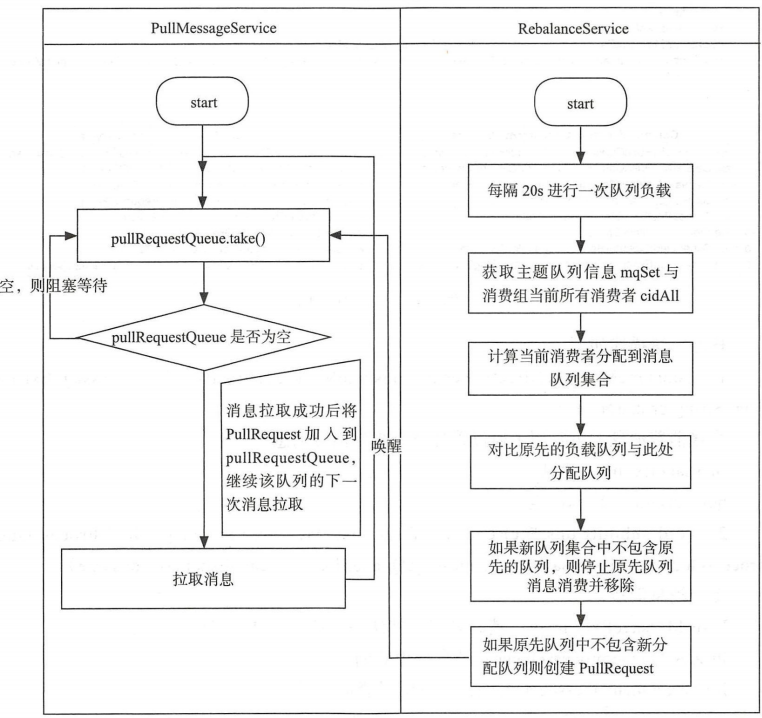 PullMessageService
RebalanceService
start
pullRequestQueue.take()
空，则阻塞等待
pullRequestQueue 是否为空
消息拉取成功后将
PullRequest 加入到
pullRequestQueue，
继续该队列的下一
次消息拉取
唤醒
拉取消息
start
每隔 20s 进行一次队列负载
获取主题队列信息 mqSet 与
消费组当前所有消费者 cidAll
计算当前消费者分配到消息
队列集合
对比原先的负载队列与此处
分配队列
如果新队列集合中不包含原
先的队列，则停止原先队列
消息消费并移除
如果原先队列中不包含新分
配队列则创建 PullRequest